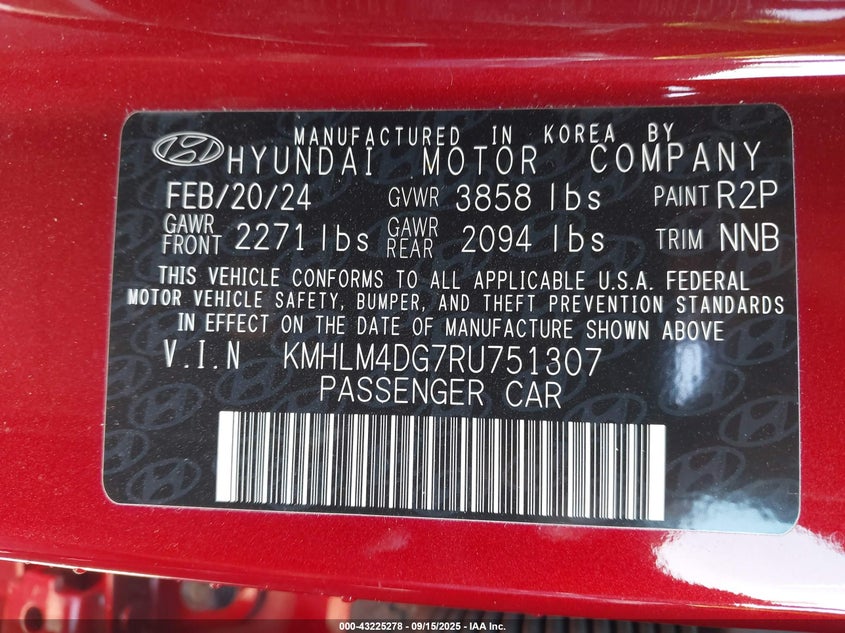 MANUFACTURED IN KOREA BY
HYUNDAI MOTOR COMPANY
FEB/20/24 GVWR 3858 lbs PAINT R2P
GAWR FRONT 2271 lbs GAWR REAR 2094 lbs TRIM NNB
THIS VEHICLE CONFORMS TO ALL APPLICABLE U.S.A. FEDERAL
MOTOR VEHICLE SAFETY, BUMPER, AND THEFT PREVENTION STANDARDS
IN EFFECT ON THE DATE OF MANUFACTURE SHOWN ABOVE
V.I.N KMHLM4DG7RU751307
PASSENGER CAR
000-43225278 - 09/15/2025 - IAA Inc.